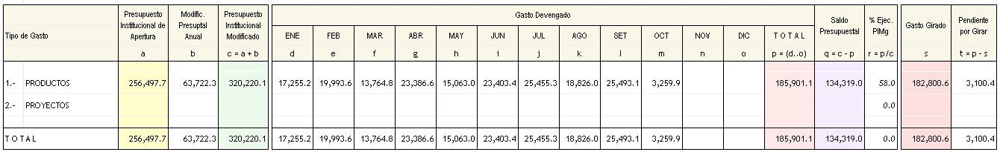 Tipo de Gasto Presupuesto Institucional de Apertura a Modific. Presuptal Anual b Presupuesto Institucional Modificado c = a + b Gasto Devengado Saldo Presupuestal q = c - p % Ejec. PIMg r = p/c Gasto Girado s Pendiente por Girar t = p - s
ENE FEB MAR ABR MAY JUN JUL AGO SET OCT NOV DIC T O T A L
d e f g h i j k l m n o p = (d..o)
1.- PRODUCTOS 256,497.7 63,722.3 320,220.1 17,255.2 19,993.6 13,764.8 23,386.6 15,063.0 23,403.4 25,455.3 18,826.0 25,493.1 3,259.9 185,901.1 134,319.0 58.0 182,800.6 3,100.4
2.- PROYECTOS 0.0
T O T A L 256,497.7 63,722.3 320,220.1 17,255.2 19,993.6 13,764.8 23,386.6 15,063.0 23,403.4 25,455.3 18,826.0 25,493.1 3,259.9 185,901.1 134,319.0 0.0 182,800.6 3,100.4